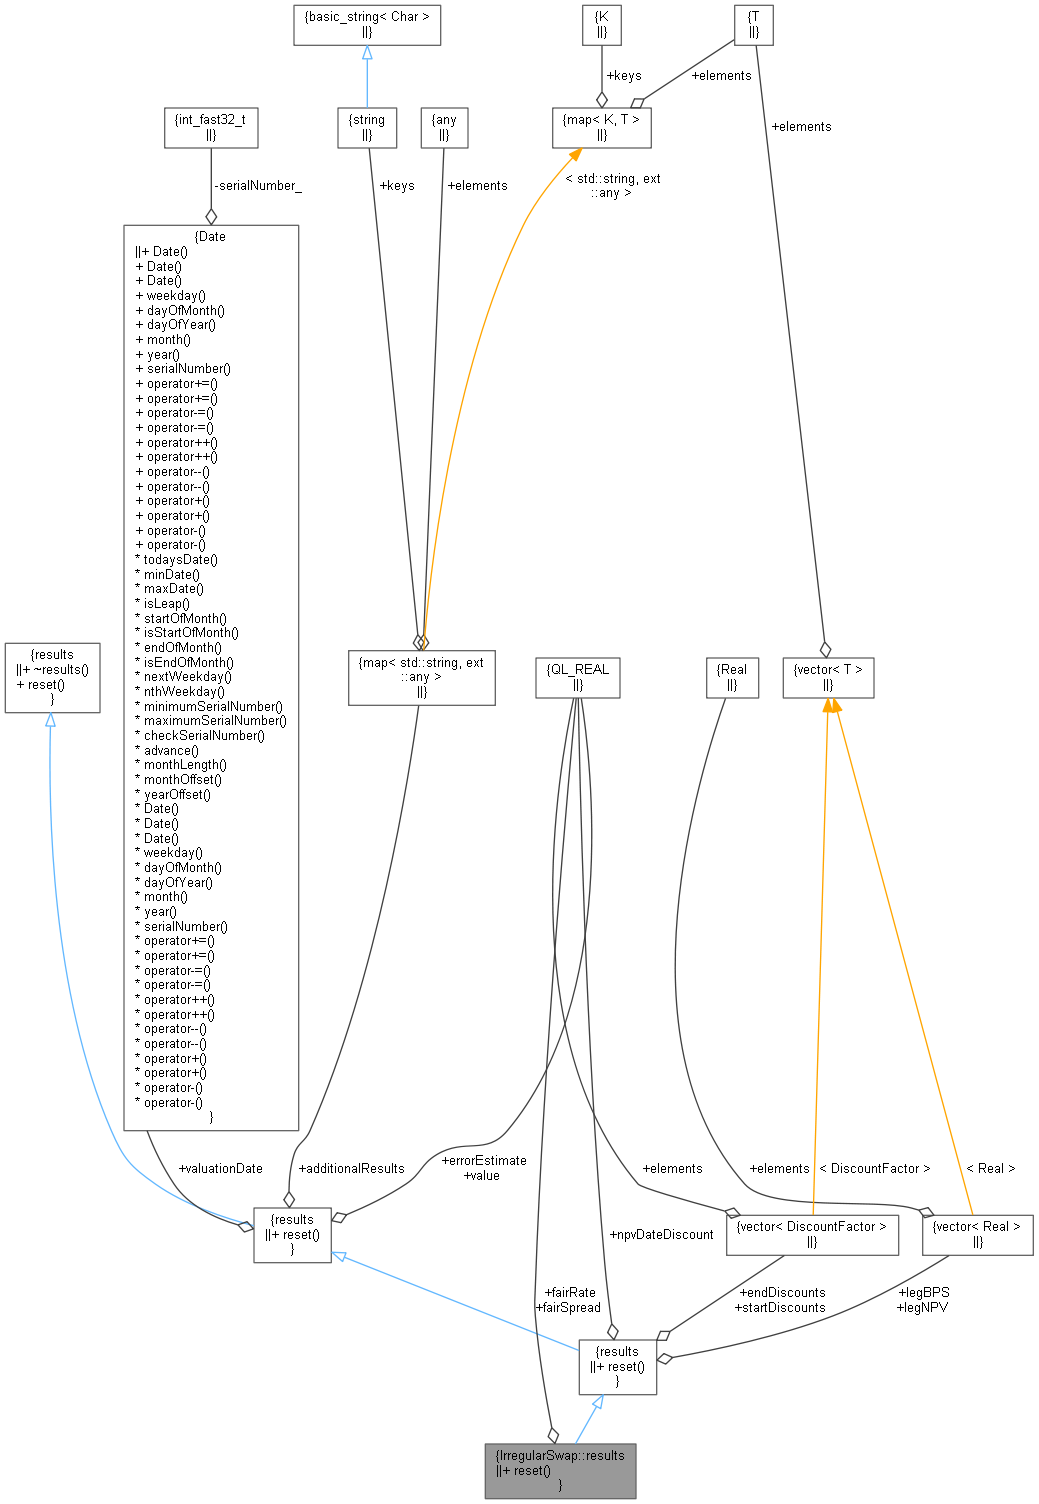 {basic_string< Char >
||}
{K
||}
{T
||}
+keys
+elements
{int_fast32_t
||}
{string
||}
{any
||}
{map< K, T >
||}
+elements
-serialNumber_
+keys
+elements
< std::string, ext
::any >
{Date
||+ Date()
+ Date()
+ Date()
+ weekday()
+ dayOfMonth()
+ dayOfYear()
+ month()
+ year()
+ serialNumber()
+ operator+=()
+ operator+=()
+ operator-=()
+ operator-=()
+ operator++()
+ operator++()
+ operator--()
+ operator--()
+ operator+()
+ operator+()
+ operator-()
+ operator-()
* todaysDate()
* minDate()
* maxDate()
* isLeap()
* startOfMonth()
* isStartOfMonth()
* endOfMonth()
* isEndOfMonth()
* nextWeekday()
* nthWeekday()
* minimumSerialNumber()
* maximumSerialNumber()
* checkSerialNumber()
* advance()
* monthLength()
* monthOffset()
* yearOffset()
* Date()
* Date()
* Date()
* weekday()
* dayOfMonth()
* dayOfYear()
* month()
* year()
* serialNumber()
* operator+=()
* operator+=()
* operator-=()
* operator-=()
* operator++()
* operator++()
* operator--()
* operator--()
* operator+()
* operator+()
* operator-()
* operator-()
}
{results
||+ ~results()
+ reset()
}
{map< std::string, ext
::any >
||}
{QL_REAL
||}
{Real
||}
{vector< T >
||}
+valuationDate
+additionalResults
+errorEstimate
+value
+elements
+elements
< DiscountFactor >
< Real >
{results
||+ reset()
}
+npvDateDiscount
{vector< DiscountFactor >
||}
{vector< Real >
||}
+fairRate
+fairSpread
+endDiscounts
+startDiscounts
+legBPS
+legNPV
{results
||+ reset()
}
{IrregularSwap::results
||+ reset()
}